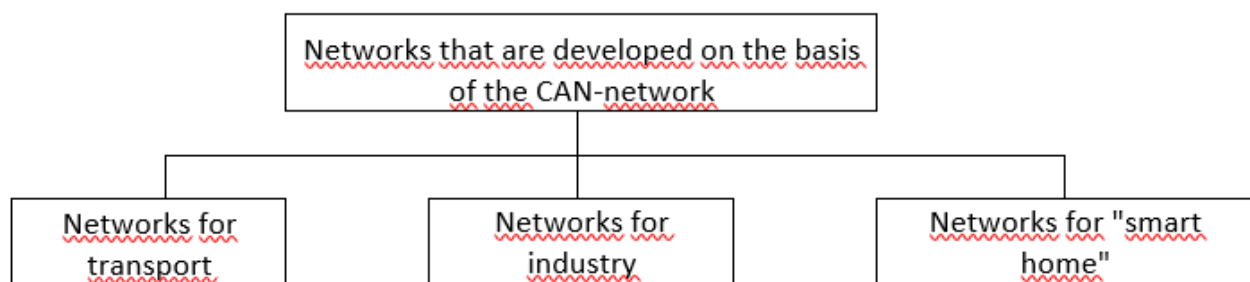 Networks that are developed on the basis
of the CAN-network
Networks for
transport
Networks for
industry
Networks for "smart
home"